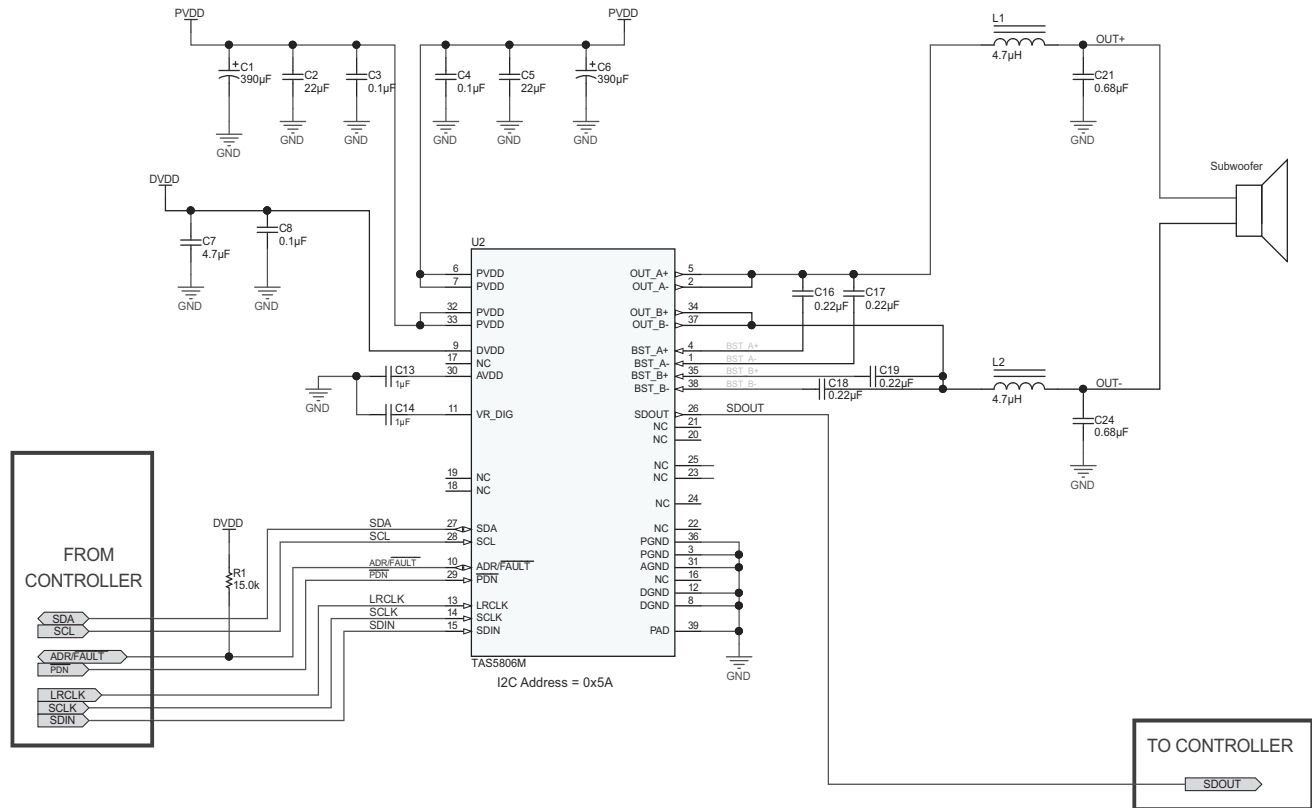 PVDD
PVDD
L1
4.7µH
OUT+
C1
390µF
C2
22µF
C3
0.1µF
C4
0.1µF
C5
22µF
C6
390µF
C21
0.68µF
GND
GND
GND
GND
GND
GND
GND
DVDD
Subwoofer
C7
4.7µF
C8
0.1µF
GND
GND
U2
6 PVDD
7 PVDD
32 PVDD
33 PVDD
9 DVDD
17 NC
30 AVDD
11 VR_DIG
19 NC
18 NC
27 SDA
28 SCL
10 ADR/FAULT
29 PDN
13 LRCLK
14 SCLK
15 SDIN
OUT_A+ 5
OUT_A- 2
OUT_B+ 34
OUT_B- 37
BST_A+ 4
BST_A- 1
BST_B+ 35
BST_B- 38
SDOUT 26
NC 21
NC 20
NC 25
NC 23
NC 24
NC 22
PGND 36
PGND 3
AGND 31
NC 16
DGND 12
DGND 8
PAD 39
TAS5806M
I2C Address = 0x5A
C16
0.22µF
C17
0.22µF
BST_A+
BST_A-
BST_B+
BST_B-
C19
0.22µF
C18
0.22µF
SDOUT
L2
4.7µH
OUT-
C24
0.68µF
GND
C13
1µF
GND
C14
1µF
DVDD
R1
15.0k
SDA
SCL
ADR/FAULT
PDN
LRCLK
SCLK
SDIN
GND
FROM
CONTROLLER
SDA
SCL
ADR/FAULT
PDN
LRCLK
SCLK
SDIN
TO CONTROLLER
SDOUT